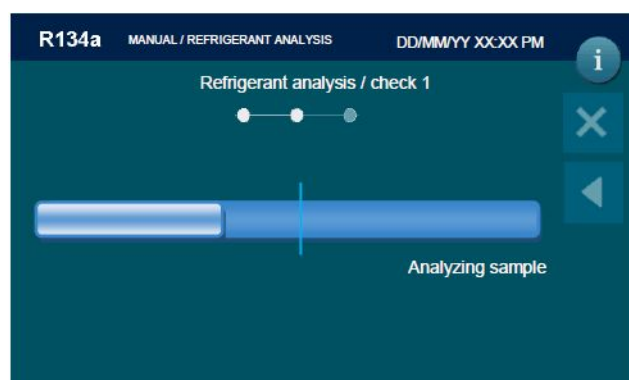 R134a MANUAL / REFRIGERANT ANALYSIS DD/MM/YY XX:XX PM
i
Refrigerant analysis / check 1
Analyzing sample